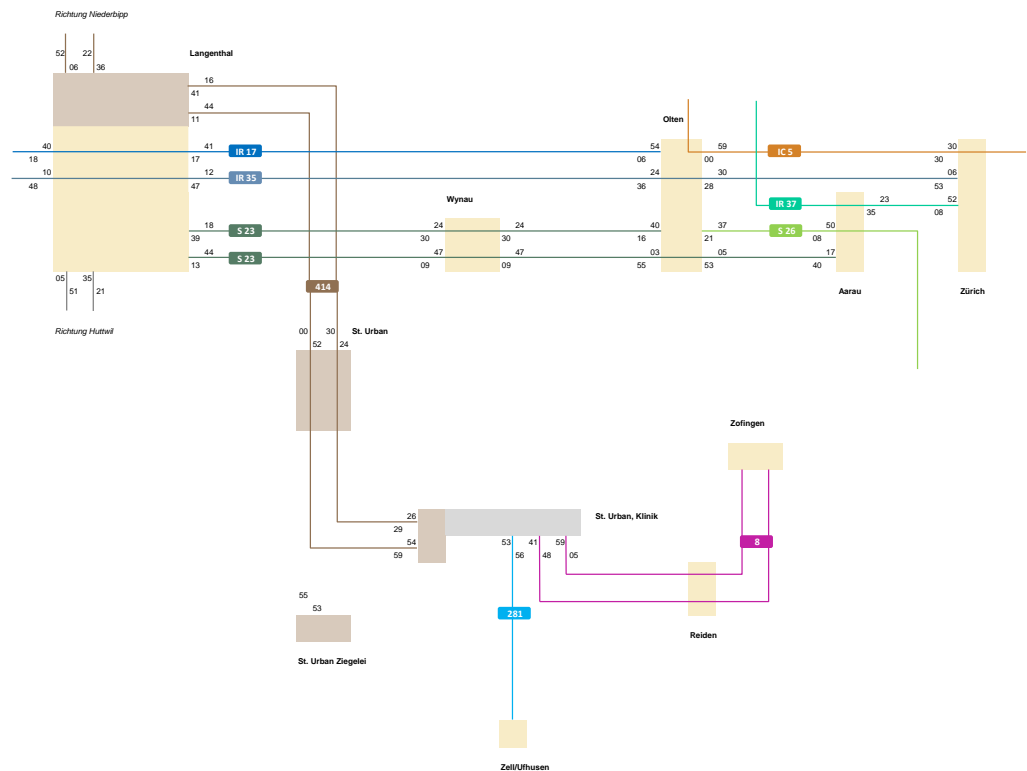 Richtung Niederbipp
52 22
06 36
Langenthal
16
41
44
11
Olten
40 41 IR 17 54 59 IC 5 30
18 17 06 00 30
10 12 IR 35 24 30 06
48 47 36 28 53
IR 37 23 52
35 08
Wynau
18 S 23 24 24 40 37 S 26 50
39 30 30 16 21 08
44 S 23 47 47 03 05 17
13 09 09 55 53 40
05 35
51 21
414
Aarau
Zürich
Richtung Huttwil
00 30 St. Urban
52 24
Zofingen
26
29
54
59
St. Urban, Klinik
53 41 59
56 48 05
8
55
53
281
Reiden
St. Urban Ziegelei
Zell/Ufhusen